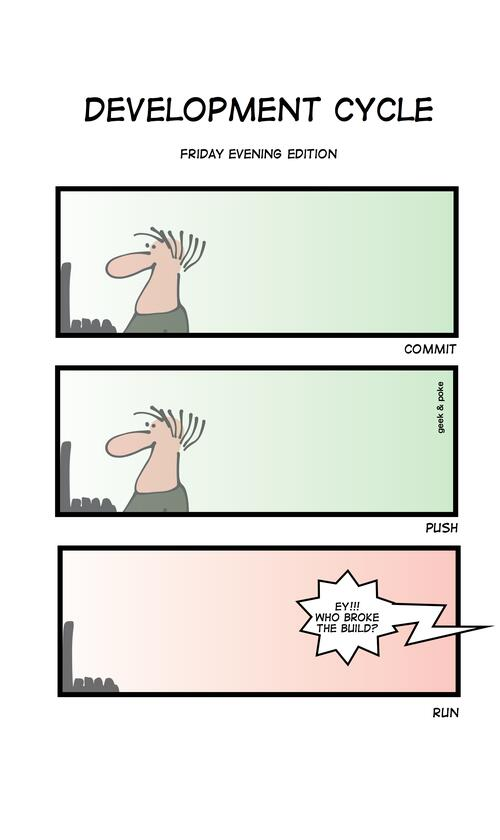 DEVELOPMENT CYCLE
FRIDAY EVENING EDITION
COMMIT
geek & poke
PUSH
EY!!!
WHO BROKE
THE BUILD?
RUN